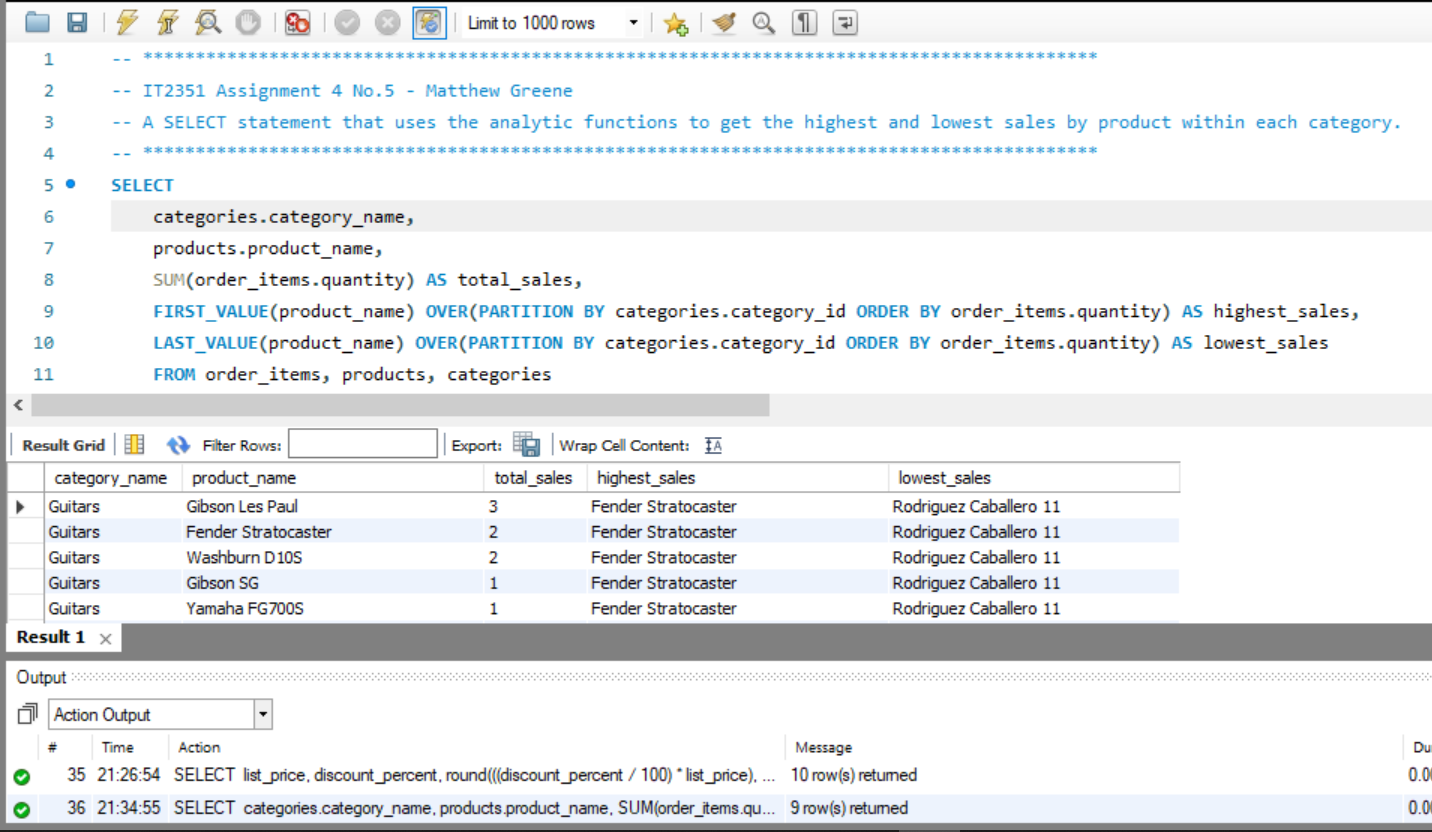 Limit to 1000 rows
1 -- *******************************************************************************************
2 -- IT2351 Assignment 4 No.5 - Matthew Greene
3 -- A SELECT statement that uses the analytic functions to get the highest and lowest sales by product within each category.
4 -- *******************************************************************************************
5 SELECT
6 categories.category_name,
7 products.product_name,
8 SUM(order_items.quantity) AS total_sales,
9 FIRST_VALUE(product_name) OVER(PARTITION BY categories.category_id ORDER BY order_items.quantity) AS highest_sales,
10 LAST_VALUE(product_name) OVER(PARTITION BY categories.category_id ORDER BY order_items.quantity) AS lowest_sales
11 FROM order_items, products, categories
Result Grid Filter Rows: Export: Wrap Cell Content: IA
category_name product_name total_sales highest_sales lowest_sales
Guitars Gibson Les Paul 3 Fender Stratocaster Rodriguez Caballero 11
Guitars Fender Stratocaster 2 Fender Stratocaster Rodriguez Caballero 11
Guitars Washburn D10S 2 Fender Stratocaster Rodriguez Caballero 11
Guitars Gibson SG 1 Fender Stratocaster Rodriguez Caballero 11
Guitars Yamaha FG700S 1 Fender Stratocaster Rodriguez Caballero 11
Result 1
Output
Action Output
# Time Action Message Du
35 21:26:54 SELECT list_price, discount_percent, round(((discount_percent / 100) * list_price), ... 10 row(s) returned 0.0
36 21:34:55 SELECT categories.category_name, products.product_name, SUM(order_items.qu... 9 row(s) returned 0.0